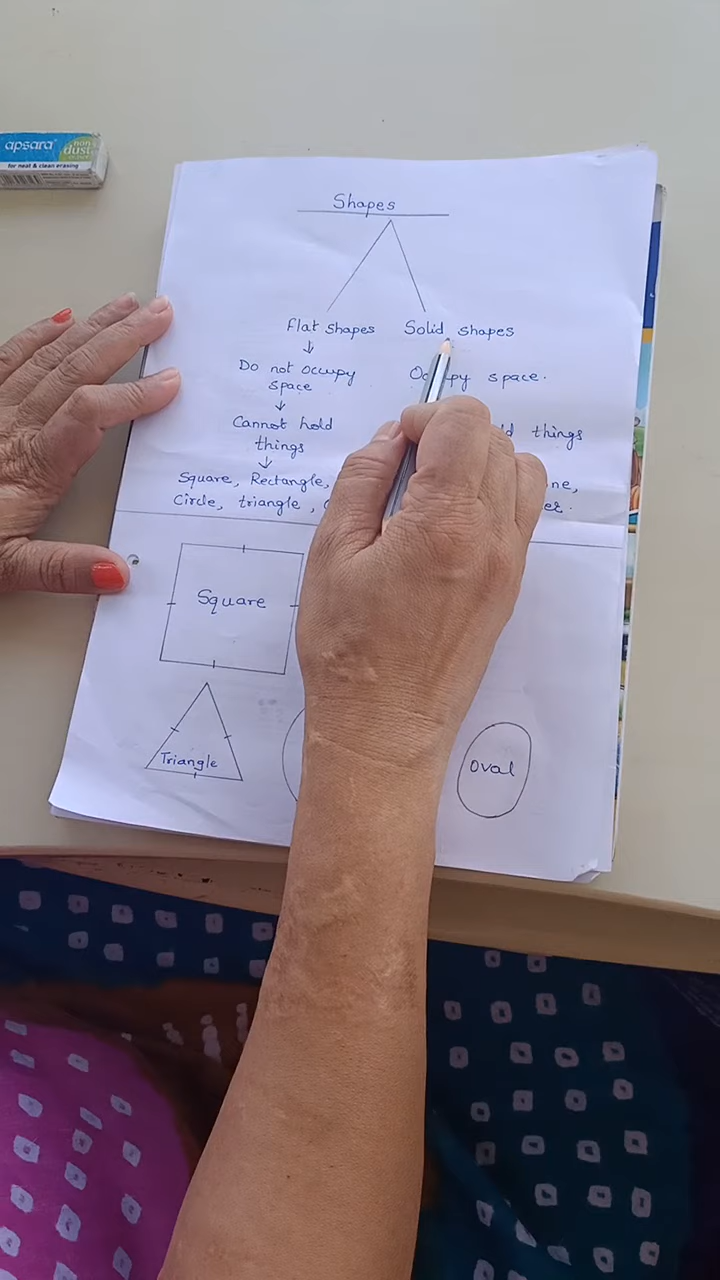 apsara
non
dust
for neat & clean erasing
Shapes
Flat shapes Solid shapes
Do not occupy space
space.
Cannot hold things
things
Square, Rectangle,
Circle, triangle,
Square
Triangle
Oval